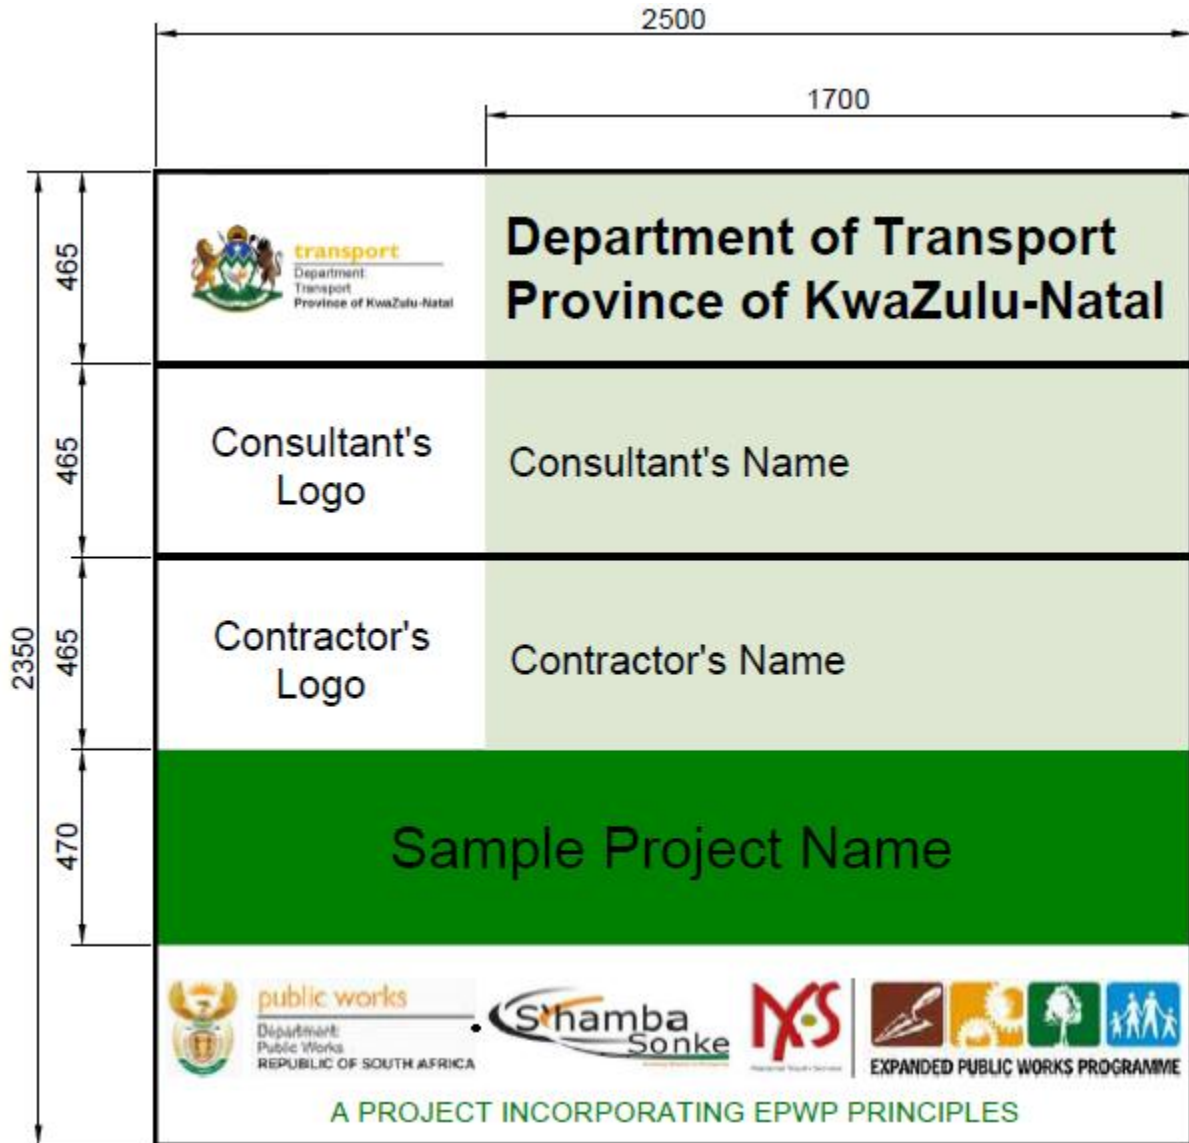 2500
1700
465
transport
Department:
Transport
Province of KwaZulu-Natal
Department of Transport
Province of KwaZulu-Natal
465
Consultant's
Logo
Consultant's Name
2350
465
Contractor's
Logo
Contractor's Name
470
Sample Project Name
public works
Department:
Public Works
REPUBLIC OF SOUTH AFRICA
S'hamba
Sonke
NYS
EXPANDED PUBLIC WORKS PROGRAMME
A PROJECT INCORPORATING EPWP PRINCIPLES